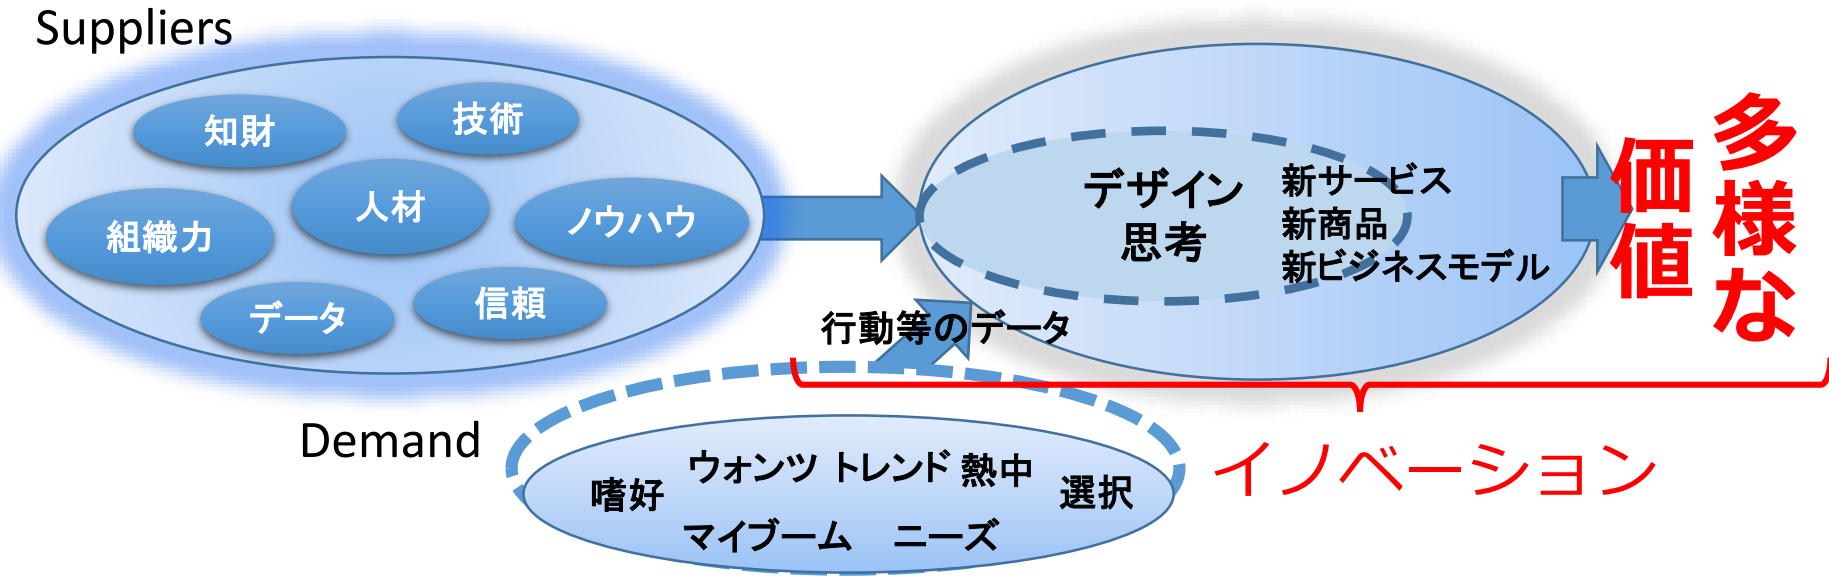 Suppliers
知財
技術
人材
組織力
ノウハウ
データ
信頼
デザイン
思考
新サービス
新商品
新ビジネスモデル
多様な
価値
行動等のデータ
Demand
嗜好
ウォンツ
トレンド
熱中
選択
マイブーム
ニーズ
イノベーション